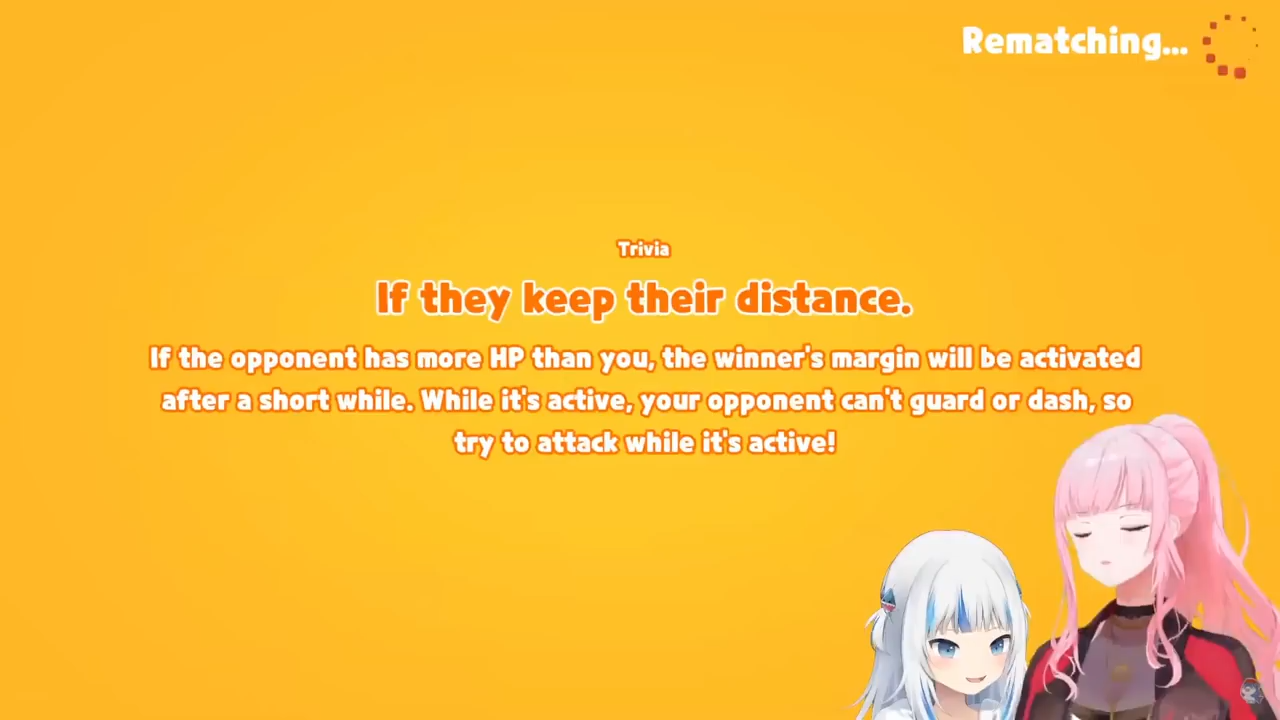 Rematching...
Trivia
If they keep their distance.
If the opponent has more HP than you, the winner's margin will be activated
after a short while. While it's active, your opponent can't guard or dash, so
try to attack while it's active!